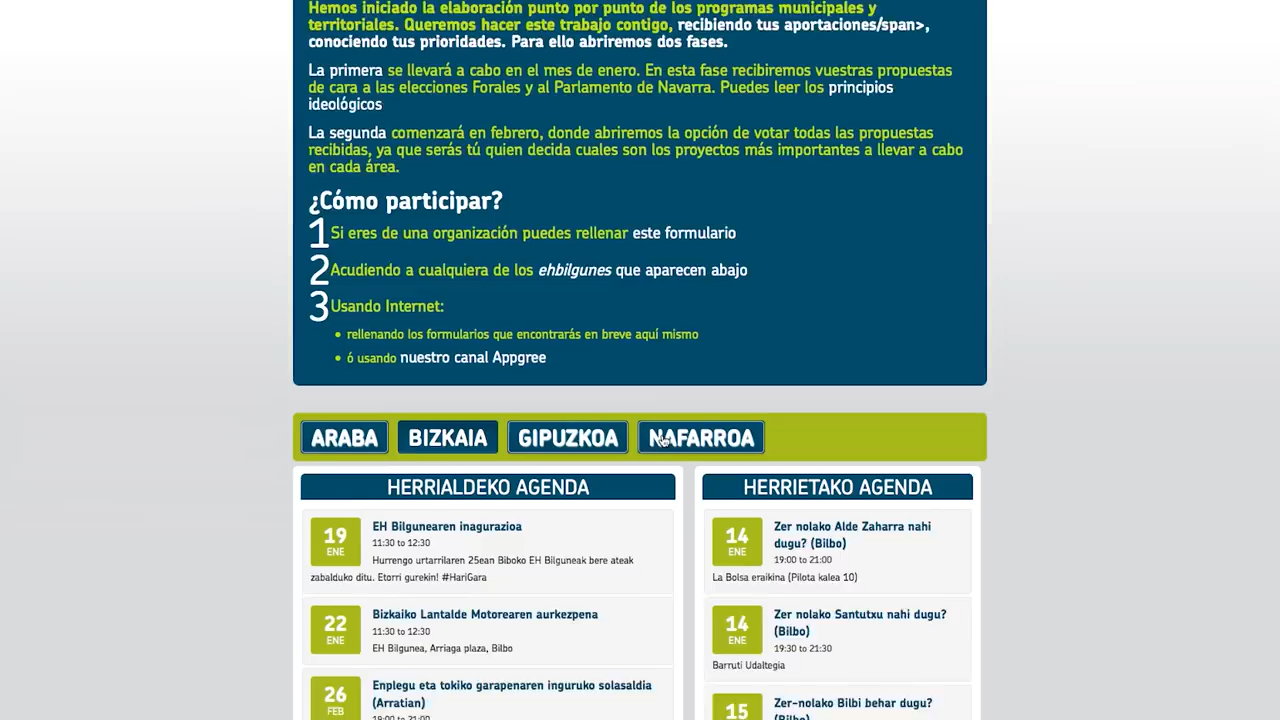 Hemos iniciado la elaboración punto por punto de los programas municipales y
territoriales. Queremos hacer este trabajo contigo, recibiendo tus aportaciones/span>,
conociendo tus prioridades. Para ello abriremos dos fases.
La primera se llevará a cabo en el mes de enero. En esta fase recibiremos vuestras propuestas
de cara a las elecciones Forales y al Parlamento de Navarra. Puedes leer los principios
ideológicos
La segunda comenzará en febrero, donde abriremos la opción de votar todas las propuestas
recibidas, ya que serás tú quien decida cuales son los proyectos más importantes a llevar a cabo
en cada área.
¿Cómo participar?
1 Si eres de una organización puedes rellenar este formulario
2 Acudiendo a cualquiera de los ehbilgunes que aparecen abajo
3 Usando Internet:
• rellenando los formularios que encontrarás en breve aquí mismo
• ó usando nuestro canal Appgree
ARABA BIZKAIA GIPUZKOA NAFARROA
HERRIALDEKO AGENDA
19 ENE
EH Bilgunearen inagurazioa
11:30 to 12:30
Hurrengo urtarrilaren 25ean Biboko EH Bilguneak bere ateak
zabalduko ditu. Etorri gurekin! #HariGara
22 ENE
Bizkaiko Lantalde Motorearen aurkezpena
11:30 to 12:30
EH Bilgunea, Arriaga plaza, Bilbo
26 FEB
Enplegu eta tokiko garapenaren inguruko solasaldia
(Arratian)
19:00 to 21:00
HERRIETAKO AGENDA
14 ENE
Zer nolako Alde Zaharra nahi
dugu? (Bilbo)
19:00 to 21:00
La Bolsa eraikina (Pilota kalea 10)
14 ENE
Zer nolako Santutxu nahi dugu?
(Bilbo)
19:30 to 21:30
Barruti Udaltegia
15
Zer-nolako Bilbi behar dugu?
(Bilbo)